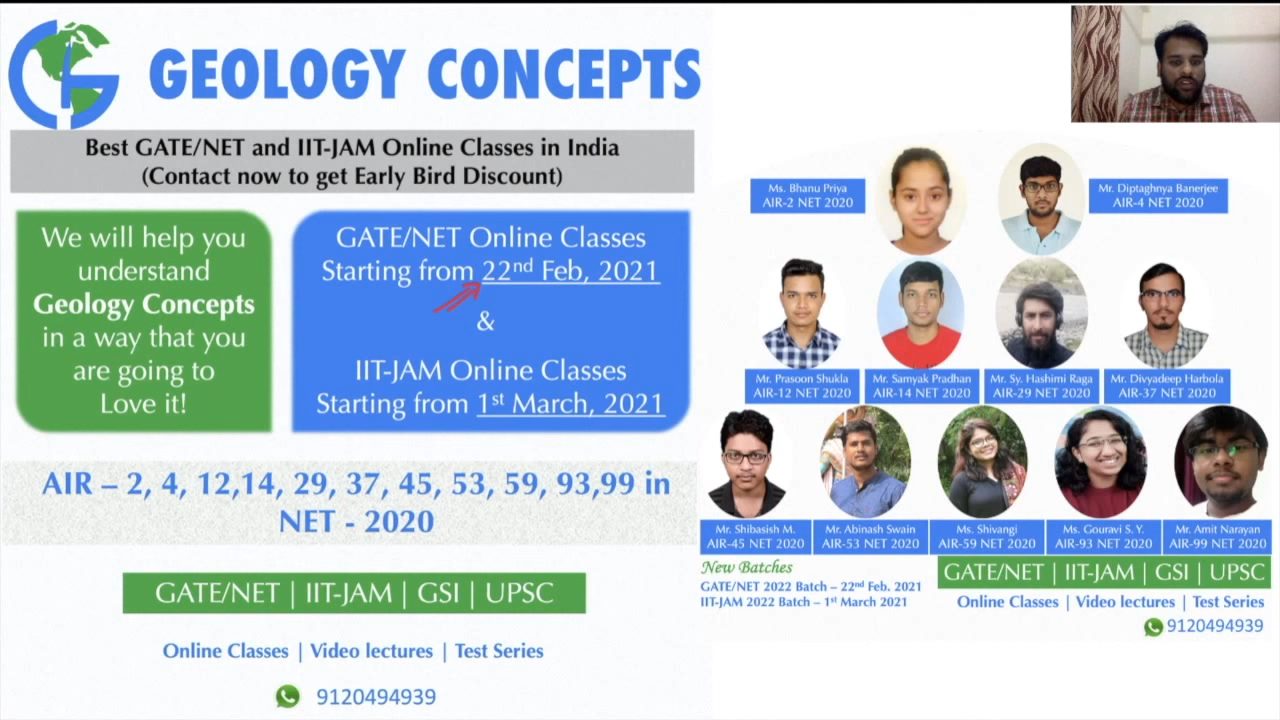 GEOLOGY CONCEPTS
Best GATE/NET and IIT-JAM Online Classes in India
(Contact now to get Early Bird Discount)
We will help you
understand
Geology Concepts
in a way that you
are going to
Love it!
GATE/NET Online Classes
Starting from 22nd Feb, 2021
&
IIT-JAM Online Classes
Starting from 1st March, 2021
AIR – 2, 4, 12,14, 29, 37, 45, 53, 59, 93,99 in
NET - 2020
GATE/NET | IIT-JAM | GSI | UPSC
Online Classes | Video lectures | Test Series
9120494939
Ms. Bhanu Priya
AIR-2 NET 2020
Mr. Diptaghnya Banerjee
AIR-4 NET 2020
Mr. Prasoon Shukla
AIR-12 NET 2020
Mr. Samyak Pradhan
AIR-14 NET 2020
Mr. Sy. Hashimi Raga
AIR-29 NET 2020
Mr. Divyadeep Harbola
AIR-37 NET 2020
Mr. Shibasish M.
AIR-45 NET 2020
Mr. Abinash Swain
AIR-53 NET 2020
Ms. Shivangi
AIR-59 NET 2020
Ms. Gouravi S. Y.
AIR-93 NET 2020
Mr. Amit Narayan
AIR-99 NET 2020
New Batches
GATE/NET 2022 Batch – 22nd Feb. 2021
IIT-JAM 2022 Batch – 1st March 2021
GATE/NET | IIT-JAM | GSI | UPSC
Online Classes | Video lectures | Test Series
9120494939